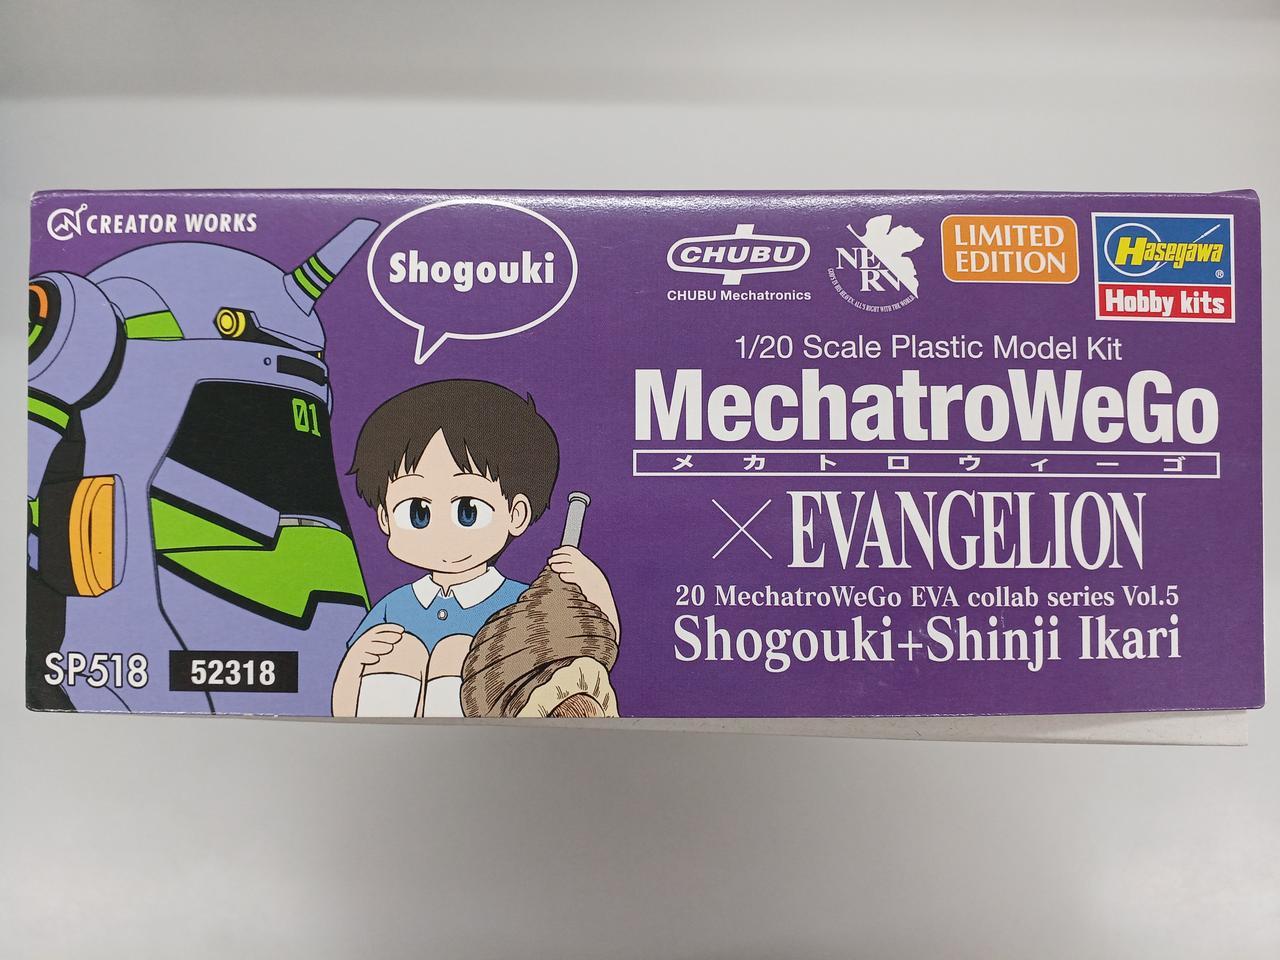 CREATOR WORKS
Shogouki
CHUBU
CHUBU Mechatronics
NERV
GOD'S IN HIS HEAVEN. ALL'S RIGHT WITH THE WORLD
LIMITED
EDITION
Hasegawa
®
Hobby kits
01
1/20 Scale Plastic Model Kit
MechatroWeGo
メカトロウィーゴ
×EVANGELION
20 MechatroWeGo EVA collab series Vol.5
Shogouki+Shinji Ikari
SP518 52318